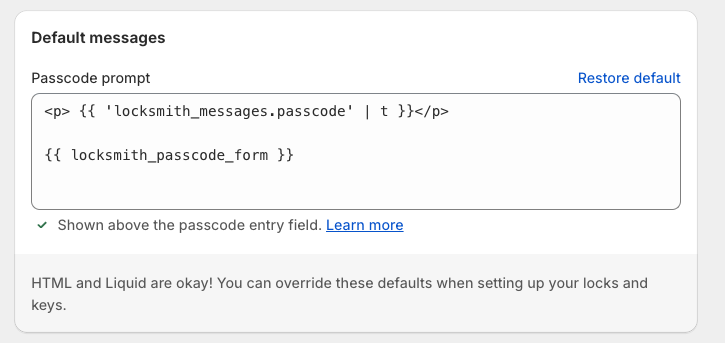 Default messages
Passcode prompt
Restore default
<p> {{ 'locksmith_messages.passcode' | t }}</p>
{{ locksmith_passcode_form }}
Shown above the passcode entry field. Learn more
HTML and Liquid are okay! You can override these defaults when setting up your locks and
keys.